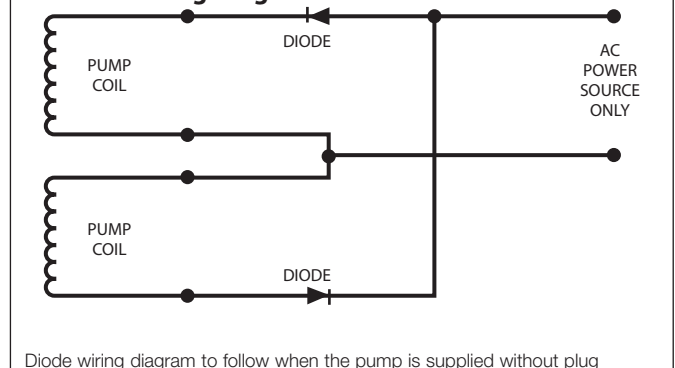 DIODE
AC
POWER
SOURCE
ONLY
PUMP
COIL
PUMP
COIL
DIODE
Diode wiring diagram to follow when the pump is supplied without plug